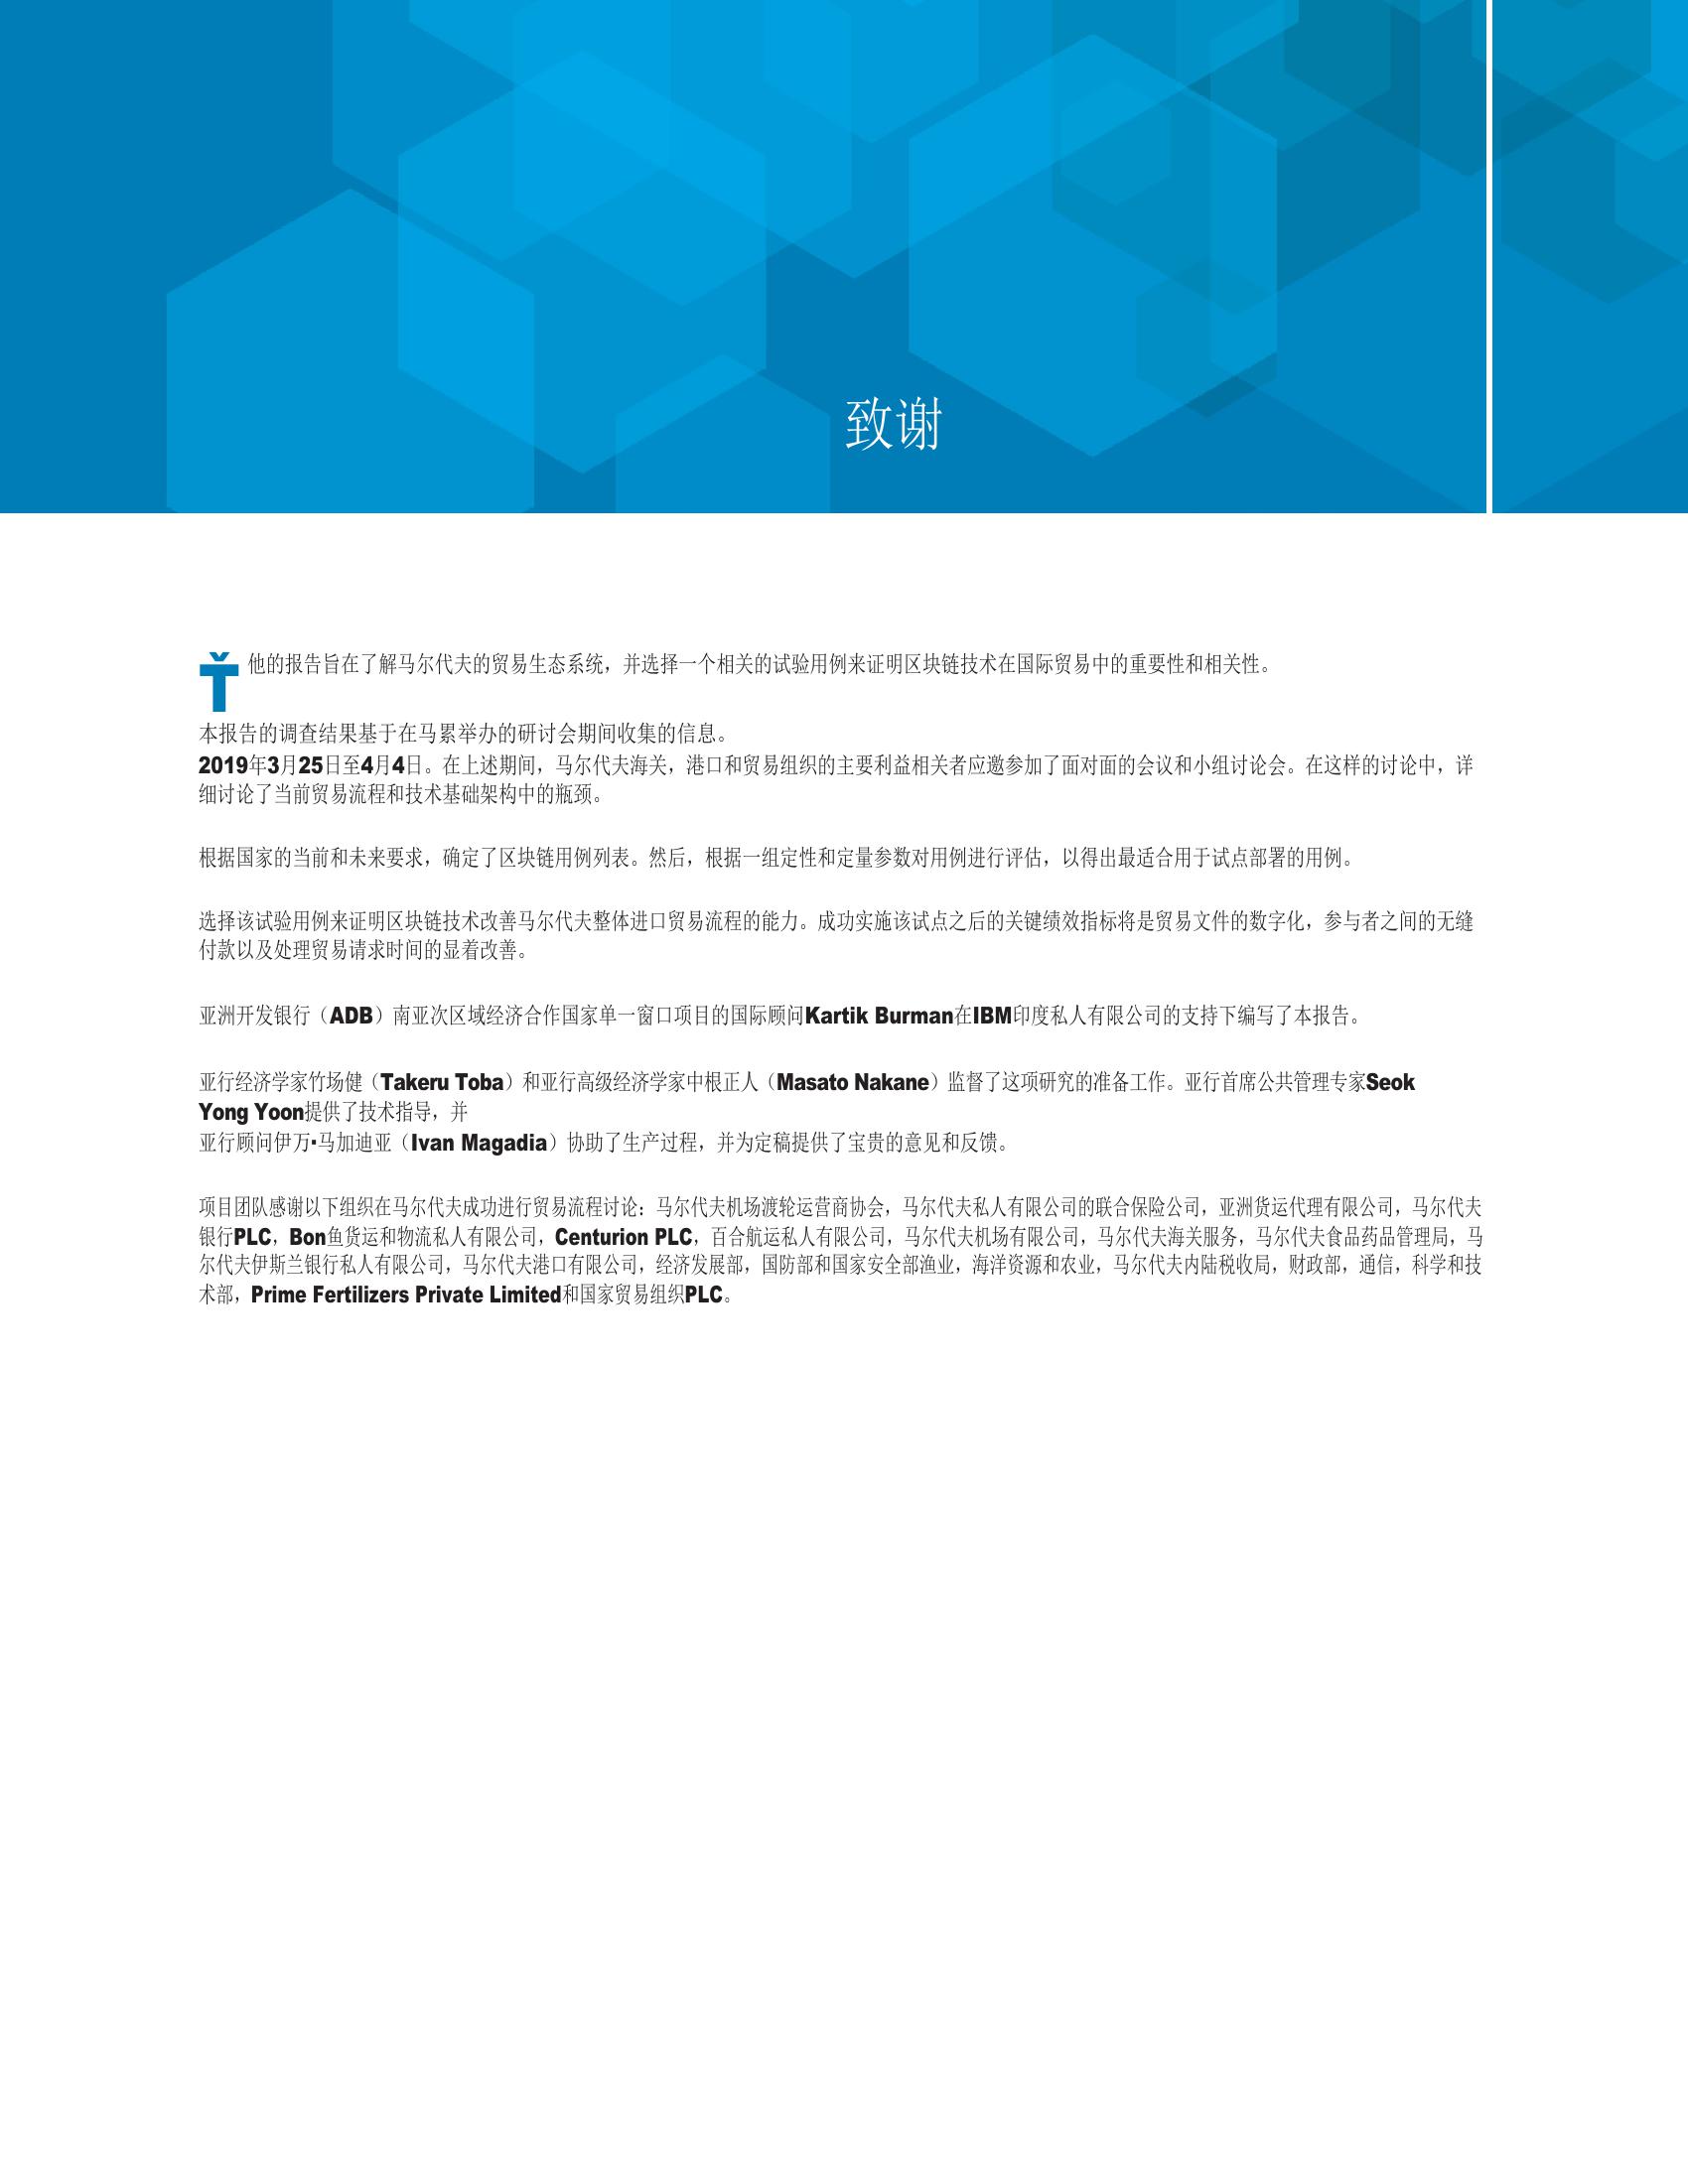 致谢
Ť他的报告旨在了解马尔代夫的贸易生态系统，并选择一个相关的试验用例来证明区块链技术在国际贸易中的重要性和相关性。
本报告的调查结果基于在马累举办的研讨会期间收集的信息。
2019年3月25日至4月4日。在上述期间，马尔代夫海关，港口和贸易组织的主要利益相关者应邀参加了面对面的会议和小组讨论会。在这样的讨论中，详
细讨论了当前贸易流程和技术基础架构中的瓶颈。
根据国家的当前和未来要求，确定了区块链用例列表。然后，根据一组定性和定量参数对用例进行评估，以得出最适合用于试点部署的用例。
选择该试验用例来证明区块链技术改善马尔代夫整体进口贸易流程的能力。成功实施该试点之后的关键绩效指标将是贸易文件的数字化，参与者之间的无缝
付款以及处理贸易请求时间的显着改善。
亚洲开发银行（ADB）南亚次区域经济合作国家单一窗口项目的国际顾问Kartik Burman在IBM印度私人有限公司的支持下编写了本报告。
亚行经济学家竹场健（Takeru Toba）和亚行高级经济学家中根正人（Masato Nakane）监督了这项研究的准备工作。亚行首席公共管理专家Seok
Yong Yoon提供了技术指导，并
亚行顾问伊万·马加迪亚（Ivan Magadia）协助了生产过程，并为定稿提供了宝贵的意见和反馈。
项目团队感谢以下组织在马尔代夫成功进行贸易流程讨论：马尔代夫机场渡轮运营商协会，马尔代夫私人有限公司的联合保险公司，亚洲货运代理有限公司，马尔代夫
银行PLC，Bon鱼货运和物流私人有限公司，Centurion PLC，百合航运私人有限公司，马尔代夫机场有限公司，马尔代夫海关服务，马尔代夫食品药品管理局，马
尔代夫伊斯兰银行私人有限公司，马尔代夫港口有限公司，经济发展部，国防部和国家安全部渔业，海洋资源和农业，马尔代夫内陆税收局，财政部，通信，科学和技
术部，Prime Fertilizers Private Limited和国家贸易组织PLC。